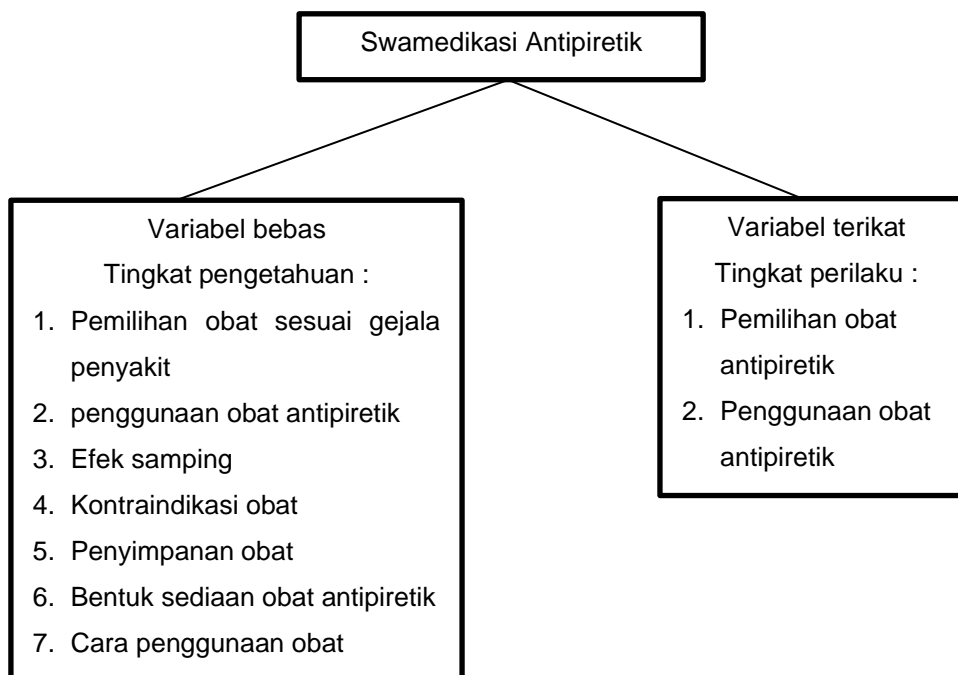 Swamedikasi Antipiretik
Variabel bebas
Tingkat pengetahuan :
1. Pemilihan obat sesuai gejala
penyakit
2. penggunaan obat antipiretik
3. Efek samping
4. Kontraindikasi obat
5. Penyimpanan obat
6. Bentuk sediaan obat antipiretik
7. Cara penggunaan obat
Variabel terikat
Tingkat perilaku :
1. Pemilihan obat
antipiretik
2. Penggunaan obat
antipiretik